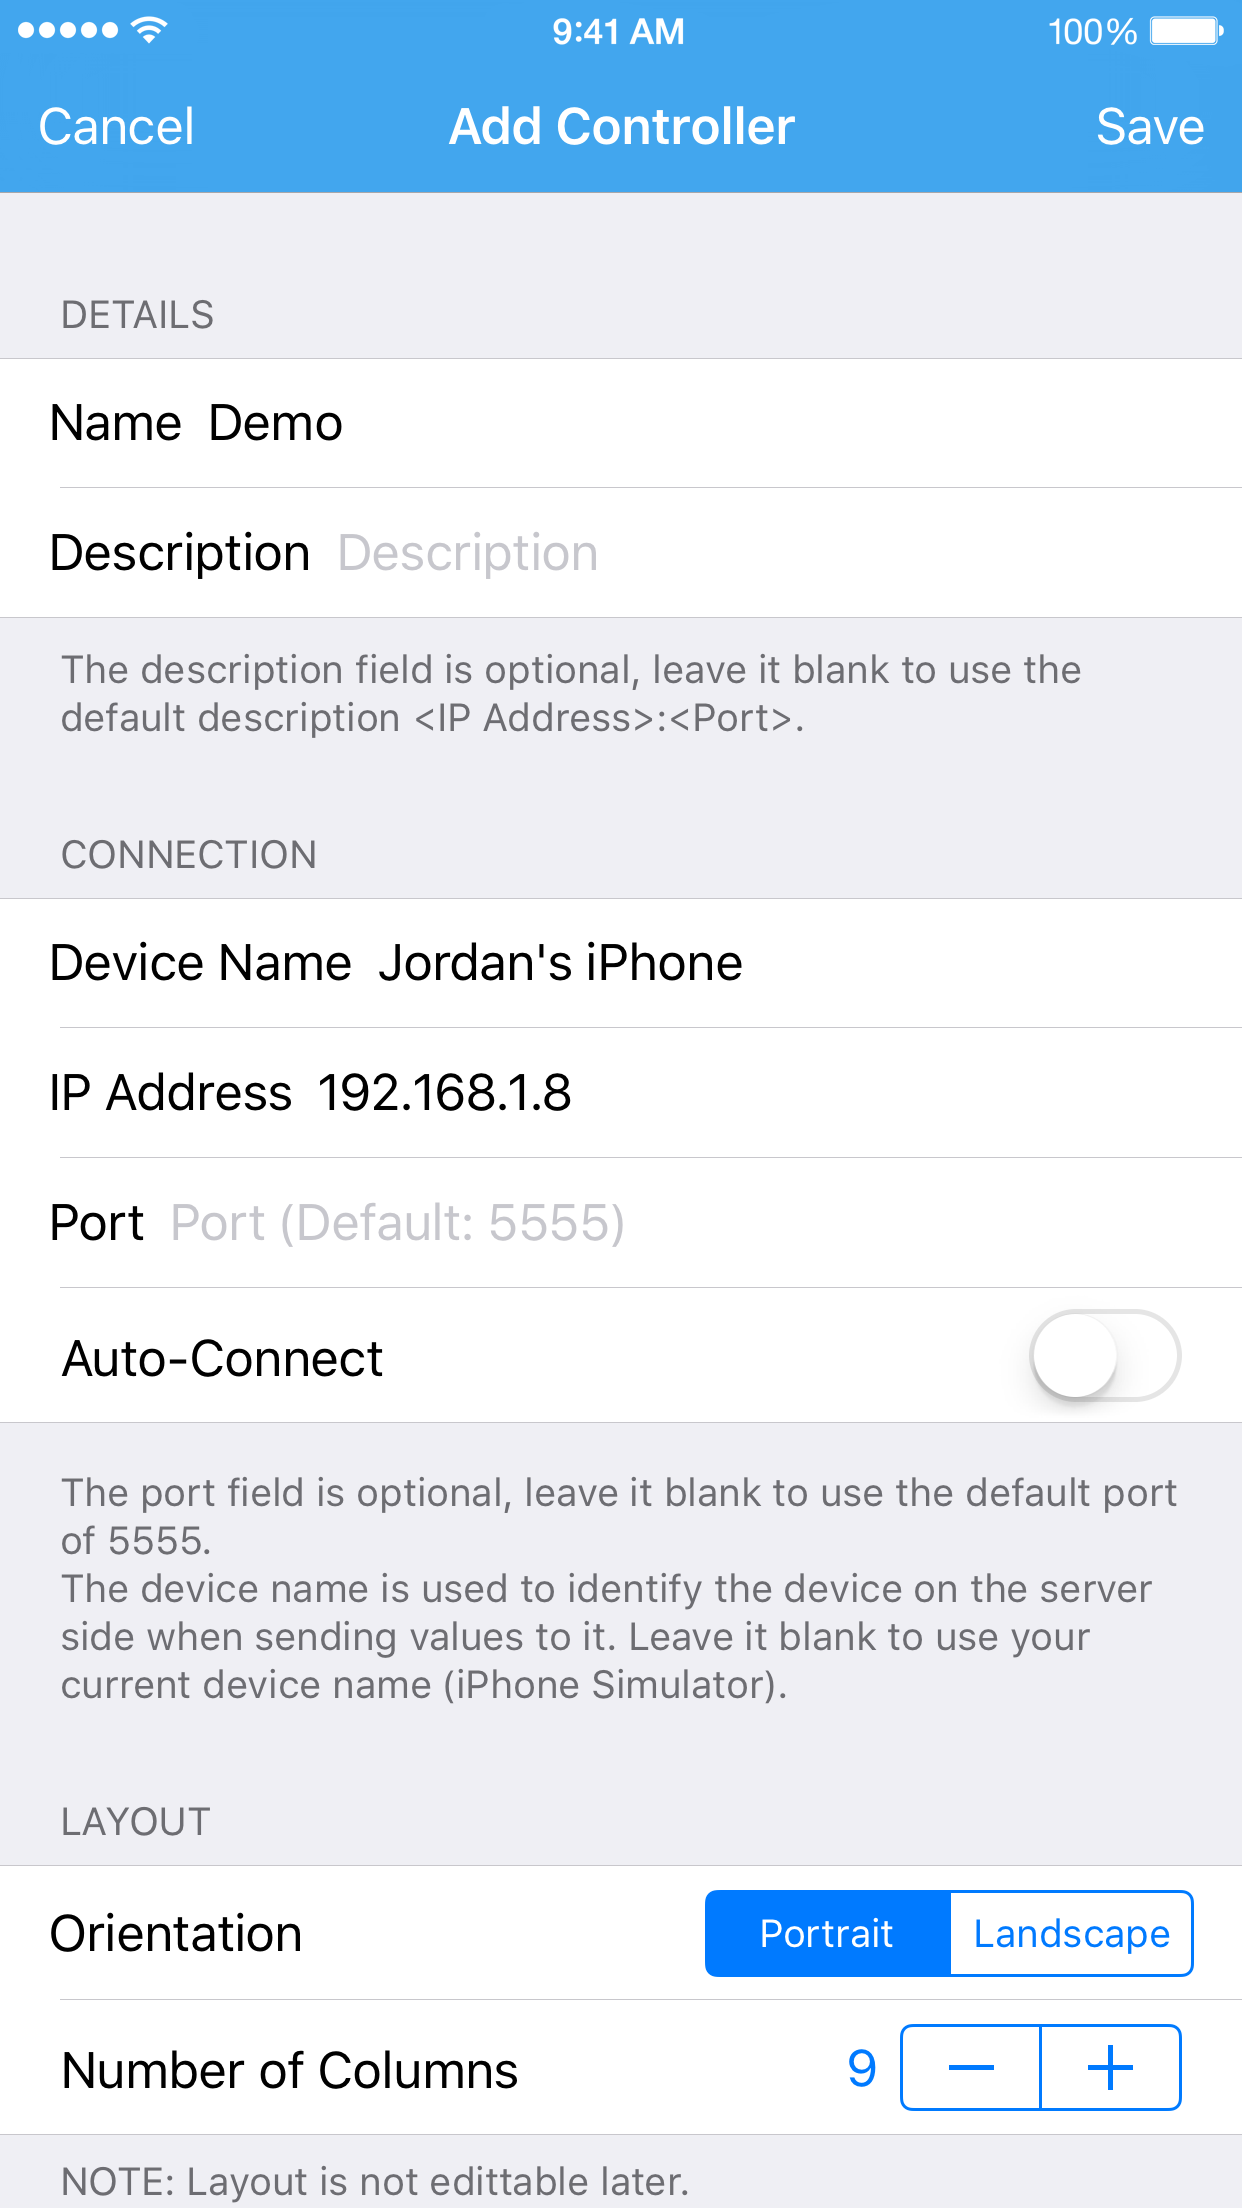 9:41 AM 100%
Cancel Add Controller Save
DETAILS
Name Demo
Description Description
The description field is optional, leave it blank to use the
default description <IP Address>:<Port>.
CONNECTION
Device Name Jordan's iPhone
IP Address 192.168.1.8
Port Port (Default: 5555)
Auto-Connect
The port field is optional, leave it blank to use the default port
of 5555.
The device name is used to identify the device on the server
side when sending values to it. Leave it blank to use your
current device name (iPhone Simulator).
LAYOUT
Orientation Portrait Landscape
Number of Columns 9 — +
NOTE: Layout is not edittable later.